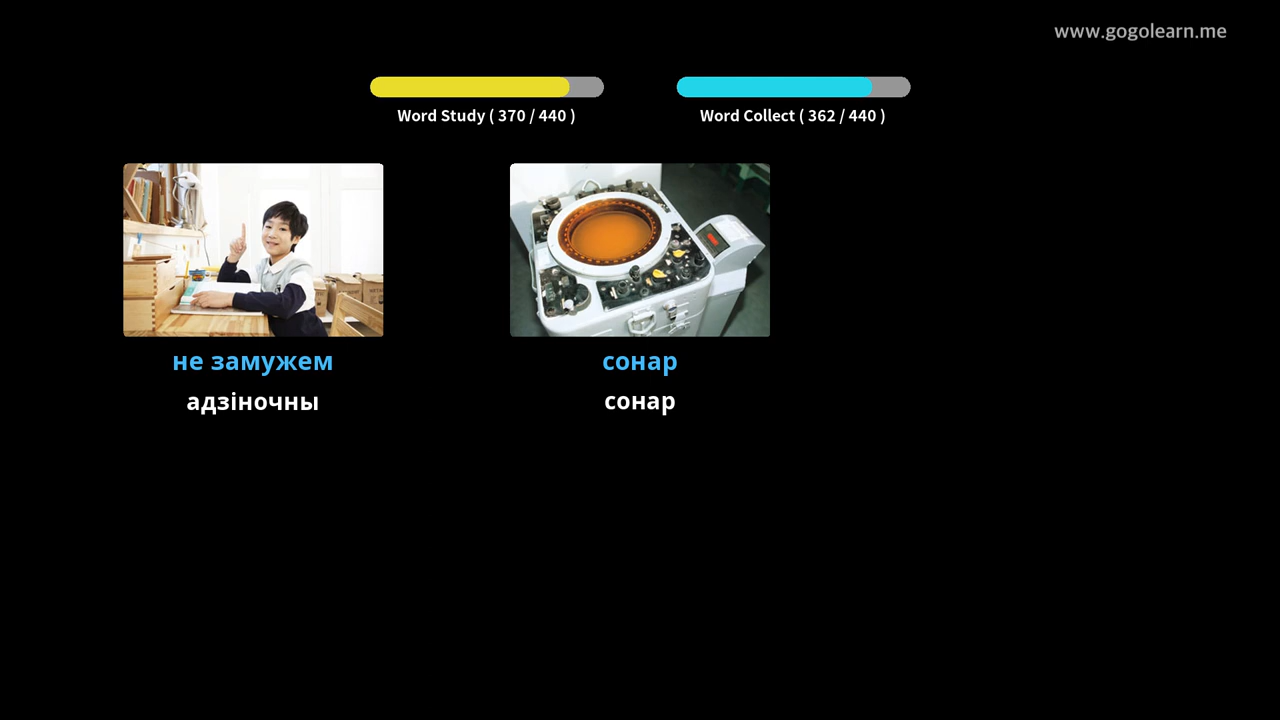 www.gogolearn.me
Word Study ( 370 / 440 )
Word Collect ( 362 / 440 )
не замужем
адзіночны
сонар
сонар